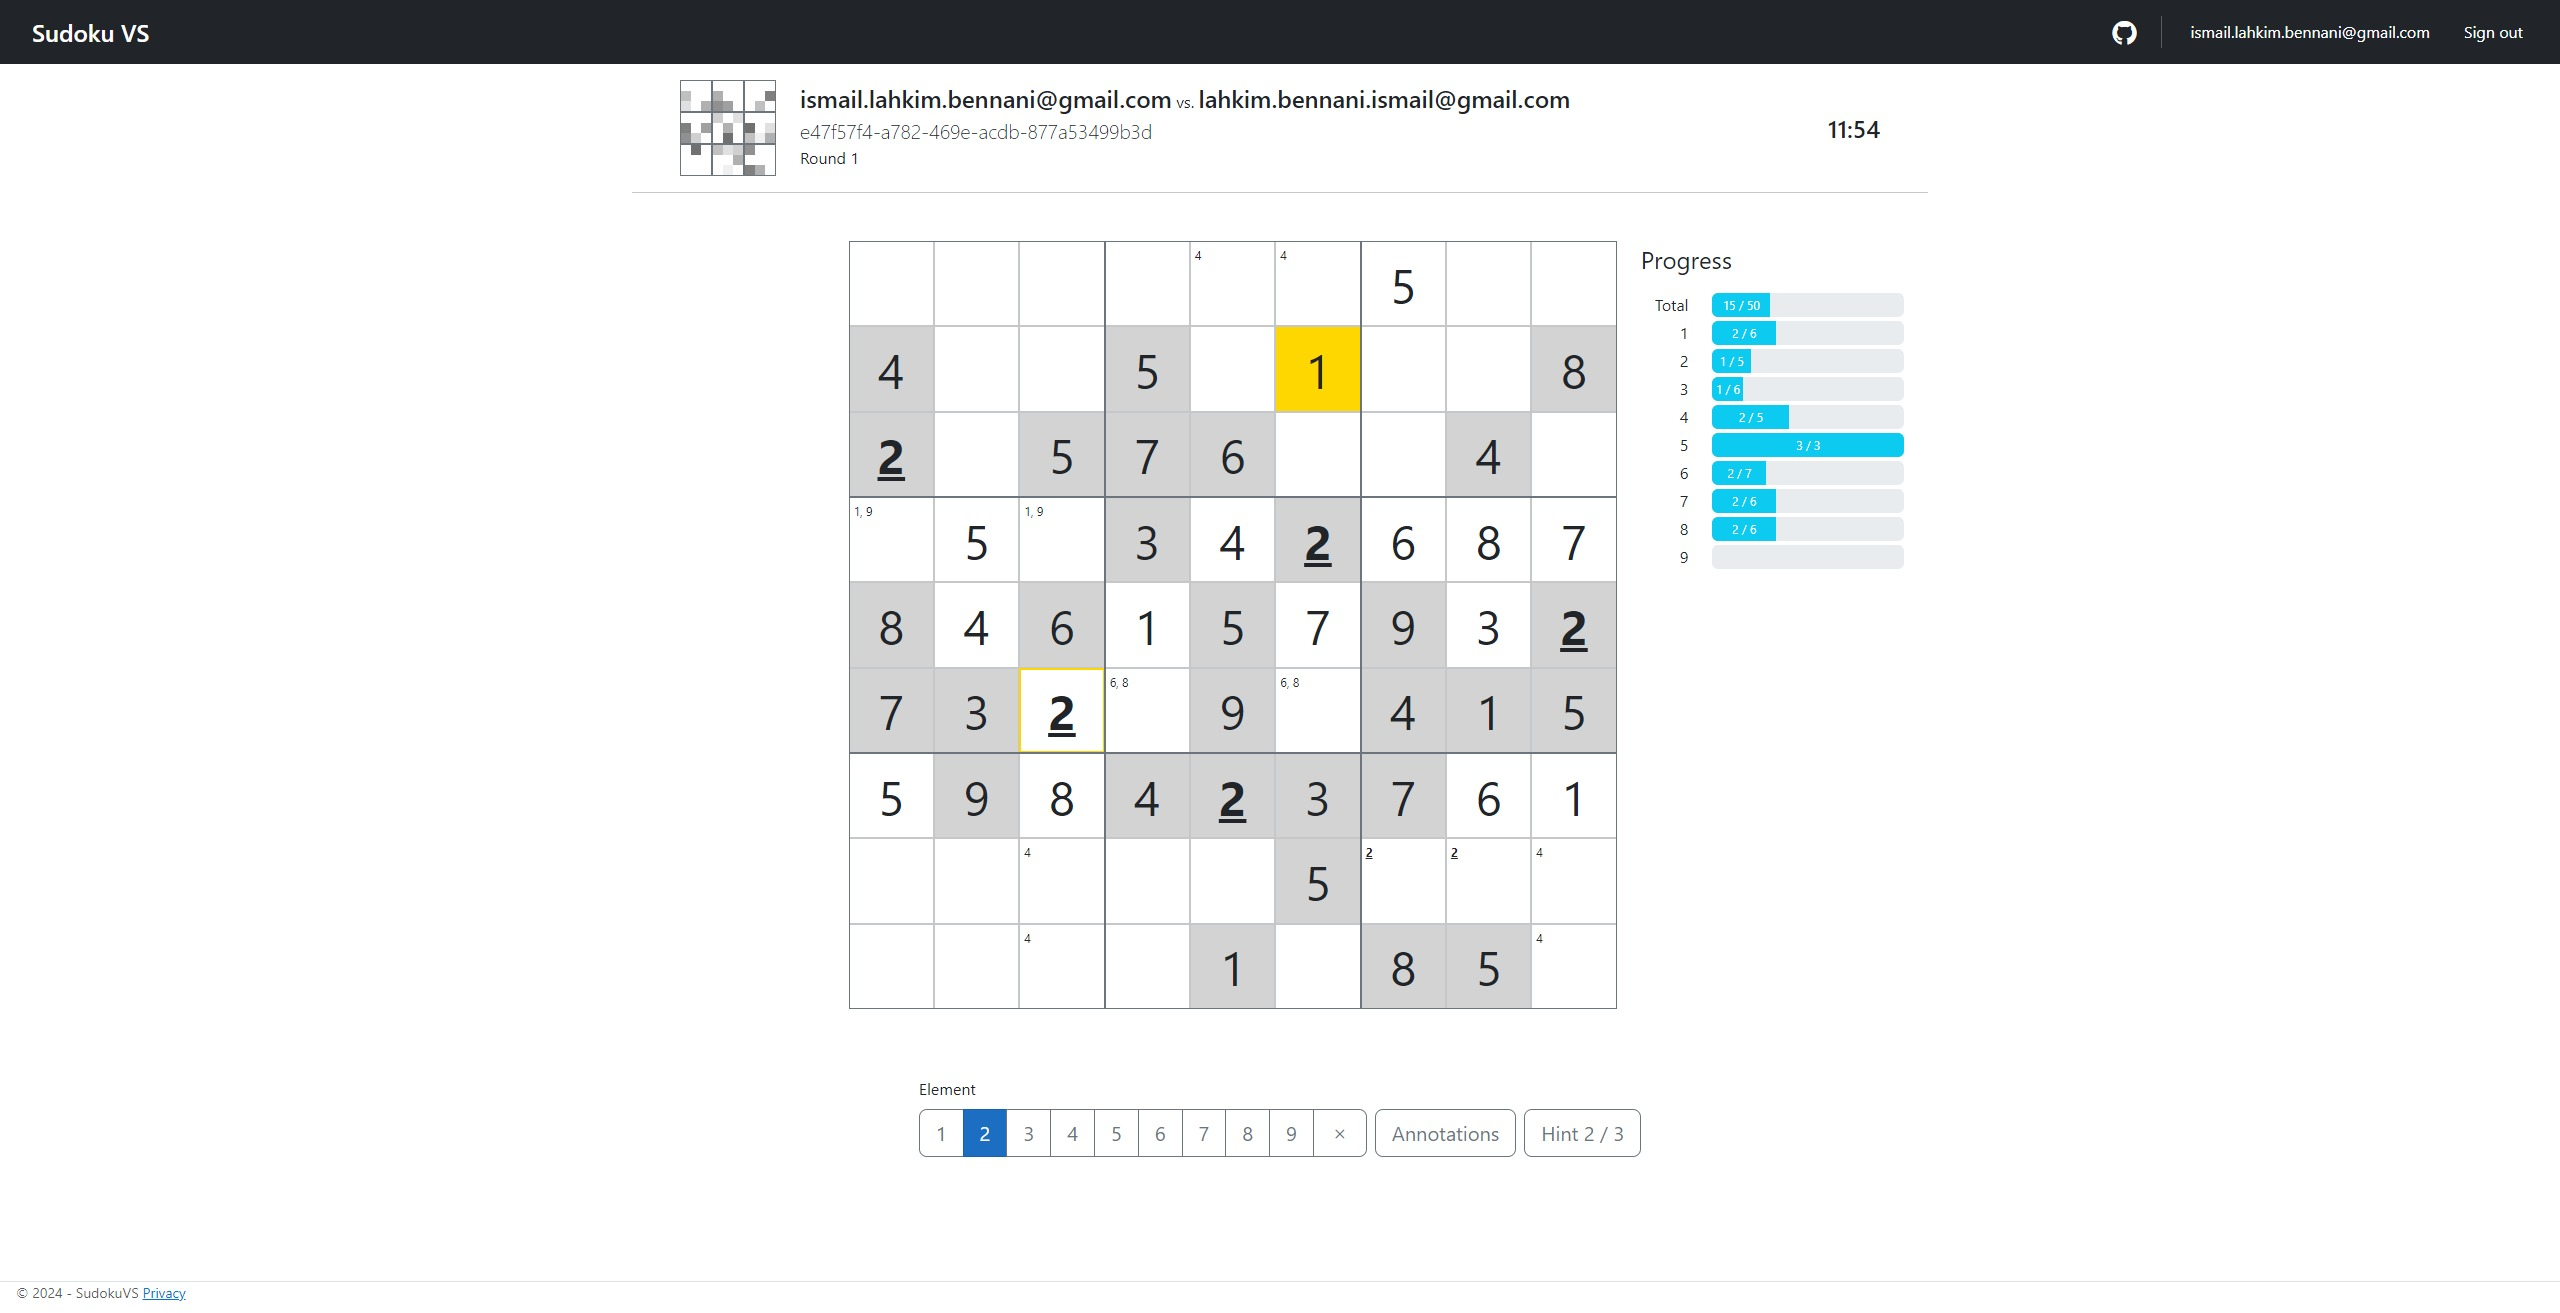 Sudoku VS ismail.lahkim.bennani@gmail.com Sign out
ismail.lahkim.bennani@gmail.com vs. lahkim.bennani.ismail@gmail.com
e47f57f4-a782-469e-acdb-877a53499b3d
Round 1
11:54
4 4 5
4 5 1 8
2 5 7 6 4
1, 9 5 1, 9 3 4 2 6 8 7
8 4 6 1 5 7 9 3 2
7 3 2 6, 8 9 6, 8 4 1 5
5 9 8 4 2 3 7 6 1
4 5 2 2 4
4 1 8 5 4
Progress
Total 15 / 50
1 2 / 6
2 1 / 5
3 1 / 6
4 2 / 5
5 3 / 3
6 2 / 7
7 2 / 6
8 2 / 6
9
Element
1 2 3 4 5 6 7 8 9 × Annotations Hint 2 / 3
© 2024 - SudokuVS Privacy